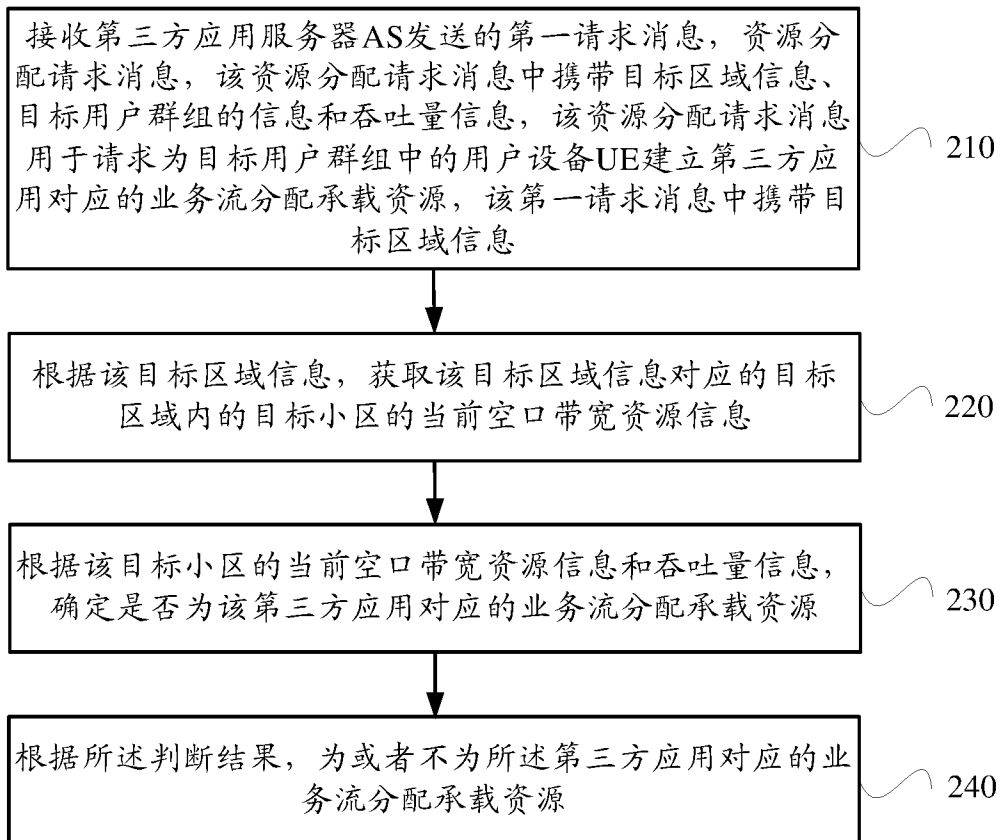 接收第三方应用服务器AS发送的第一请求消息，资源分
配请求消息，该资源分配请求消息中携带目标区域信息、
目标用户群组的信息和吞吐量信息，该资源分配请求消息
用于请求为目标用户群组中的用户设备UE建立第三方应
用对应的业务流分配承载资源，该第一请求消息中携带目
标区域信息
210
根据该目标区域信息，获取该目标区域信息对应的目标
区域内的目标小区的当前空口带宽资源信息
220
根据该目标小区的当前空口带宽资源信息和吞吐量信息，
确定是否为该第三方应用对应的业务流分配承载资源
230
根据所述判断结果，为或者不为所述第三方应用对应的业
务流分配承载资源
240